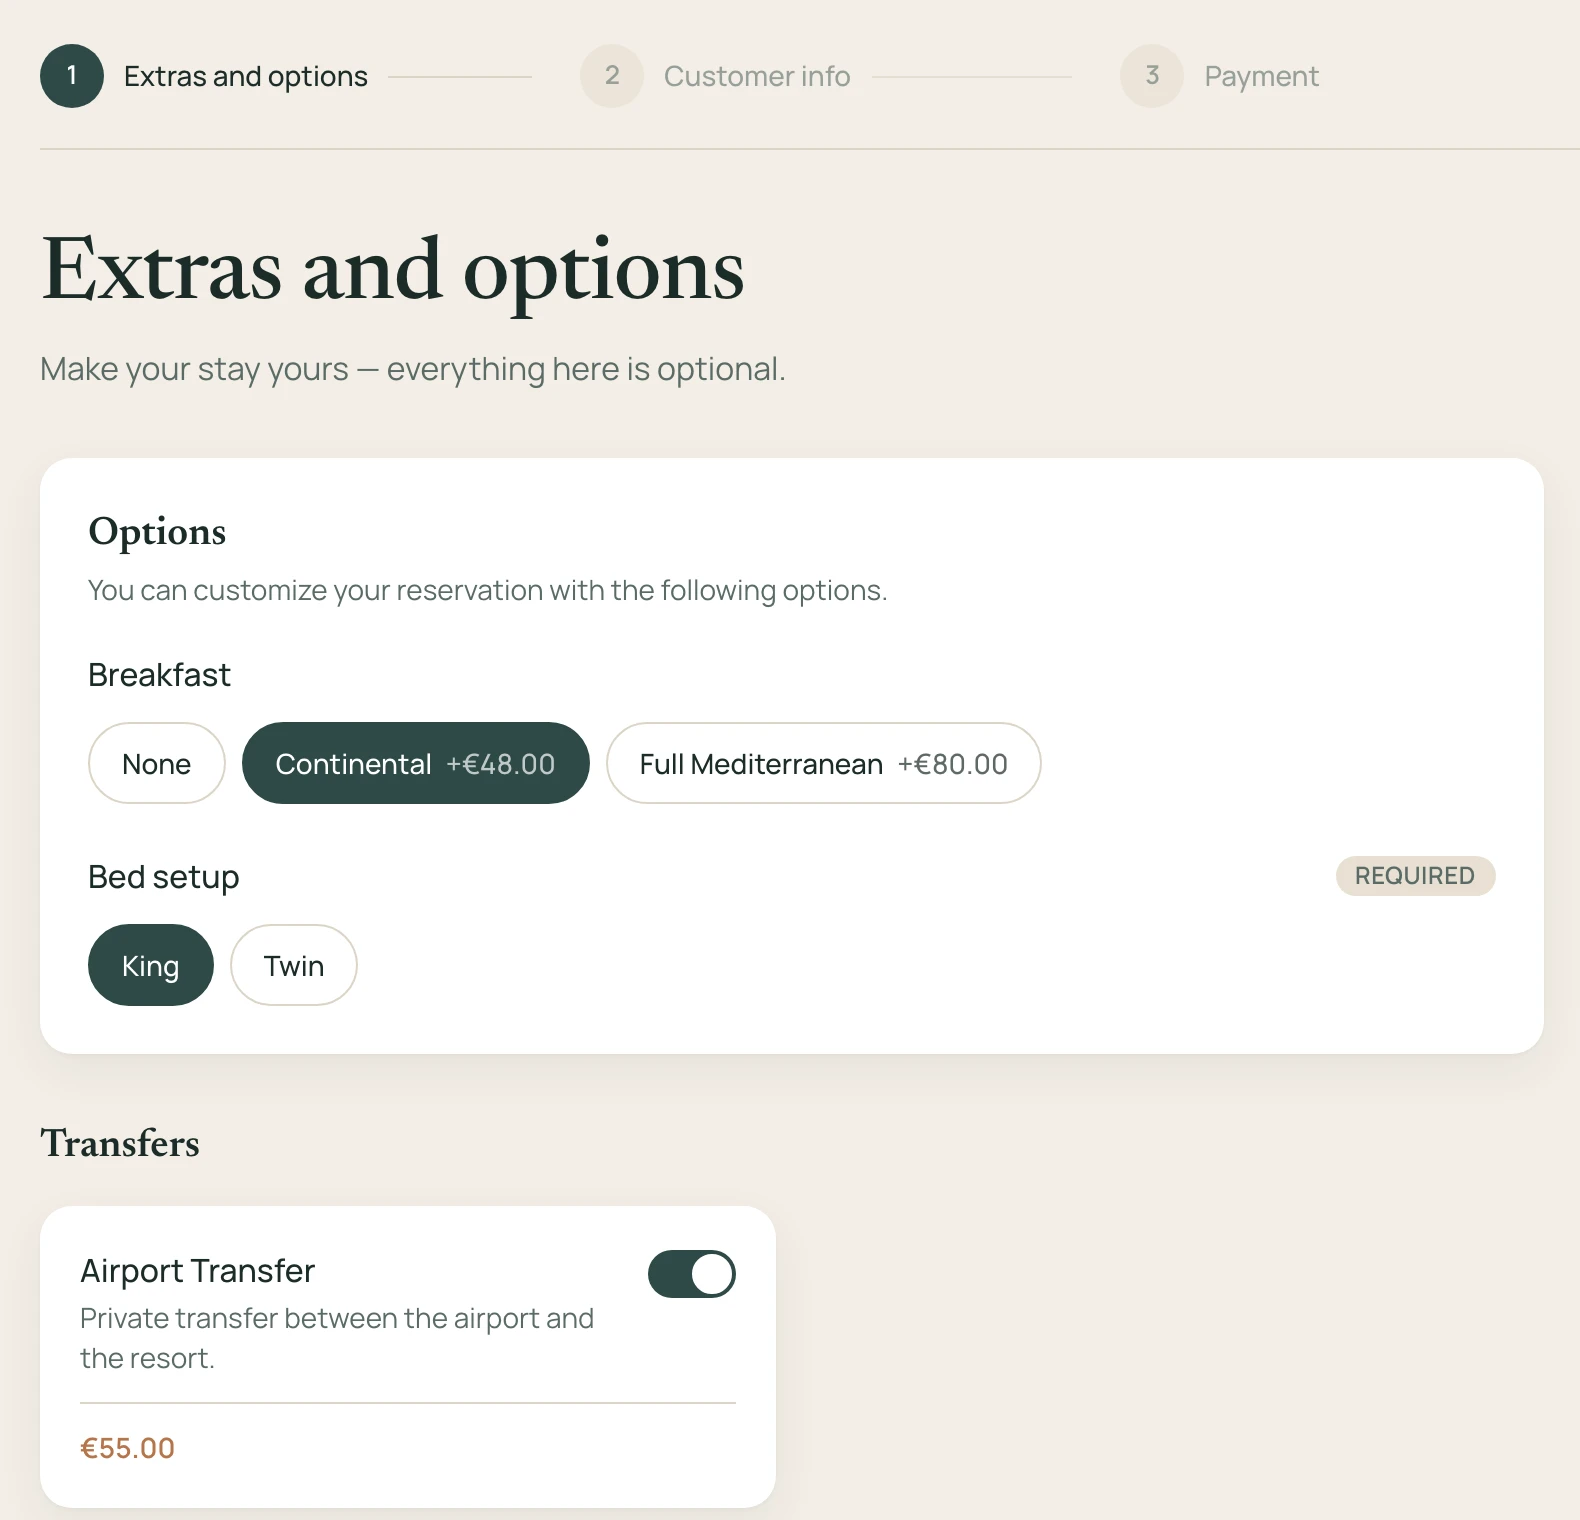 1 Extras and options 2 Customer info 3 Payment
Extras and options
Make your stay yours — everything here is optional.
Options
You can customize your reservation with the following options.
Breakfast
None Continental +€48.00 Full Mediterranean +€80.00
Bed setup REQUIRED
King Twin
Transfers
Airport Transfer
Private transfer between the airport and
the resort.
€55.00